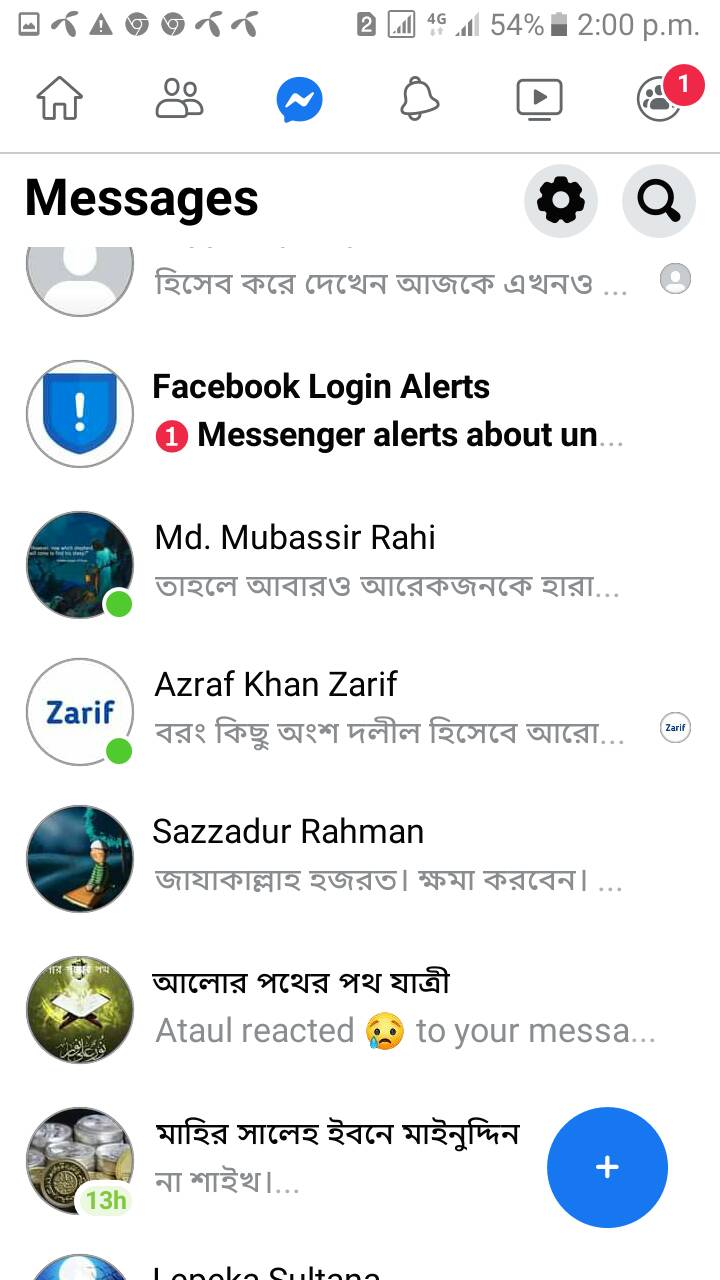 4G 54% 2:00 p.m.
1
Messages
হিসেব করে দেখেন আজকে এখনও ...
Facebook Login Alerts
1 Messenger alerts about un...
Md. Mubassir Rahi
তাহলে আবারও আরেকজনকে হারা...
Azraf Khan Zarif
Zarif
বরং কিছু অংশ দলীল হিসেবে আরো...
Zarif
Sazzadur Rahman
জাযাকাল্লাহ হজরত। ক্ষমা করবেন। ...
আলোর পথের পথ যাত্রী
Ataul reacted 😢 to your messa...
মাহির সালেহ ইবনে মাইনুদ্দিন
না শাইখ।...
13h
Lepeka Sultana